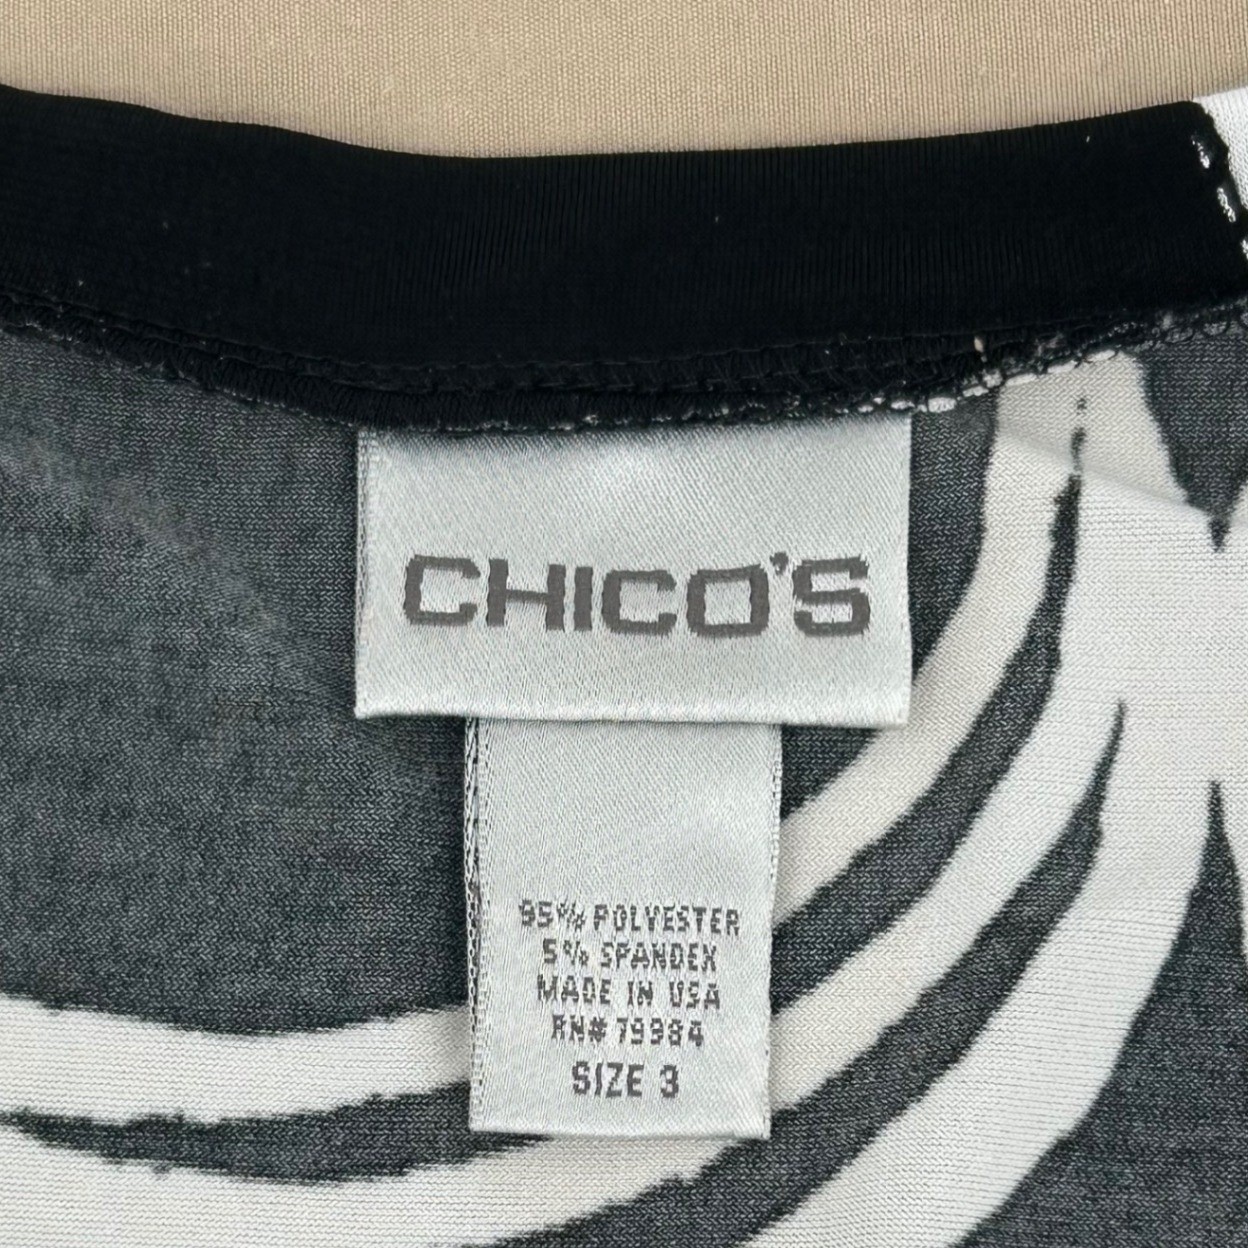 CHICO'S
95% POLYESTER
5% SPANDEX
MADE IN USA
RN# 79984
SIZE 3